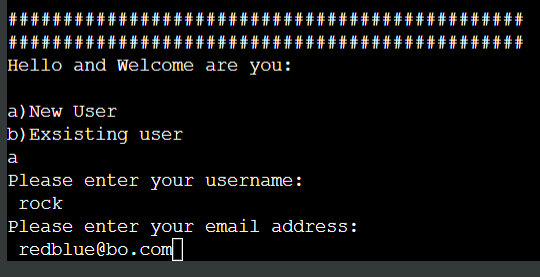 ###############################################
###############################################
Hello and Welcome are you:
a)New User
b)Exsisting user
a
Please enter your username:
rock
Please enter your email address:
redblue@bo.com